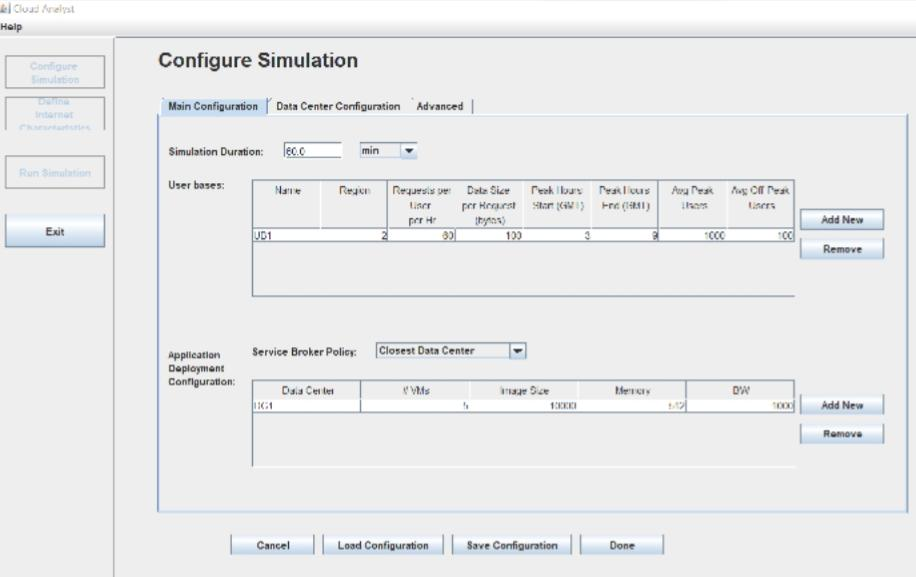 Cloud Analyst
Help
Configure
Simulation
Define
Internet
Characteristics
Run Simulation
Exit
Configure Simulation
Main Configuration Data Center Configuration Advanced
Simulation Duration: 60.0 min
User bases:
Name Region Requests per User per Hr Data Size per Request (bytes) Peak Hours Start (GMT) Peak Hours End (GMT) Avg Peak Users Avg Off Peak Users
UB1 2 60 100 3 9 1000 100
Add New
Remove
Application
Deployment
Configuration:
Service Broker Policy: Closest Data Center
Data Center # VMs Image Size Memory BW
DC1 5 10000 512 1000
Add New
Remove
Cancel Load Configuration Save Configuration Done